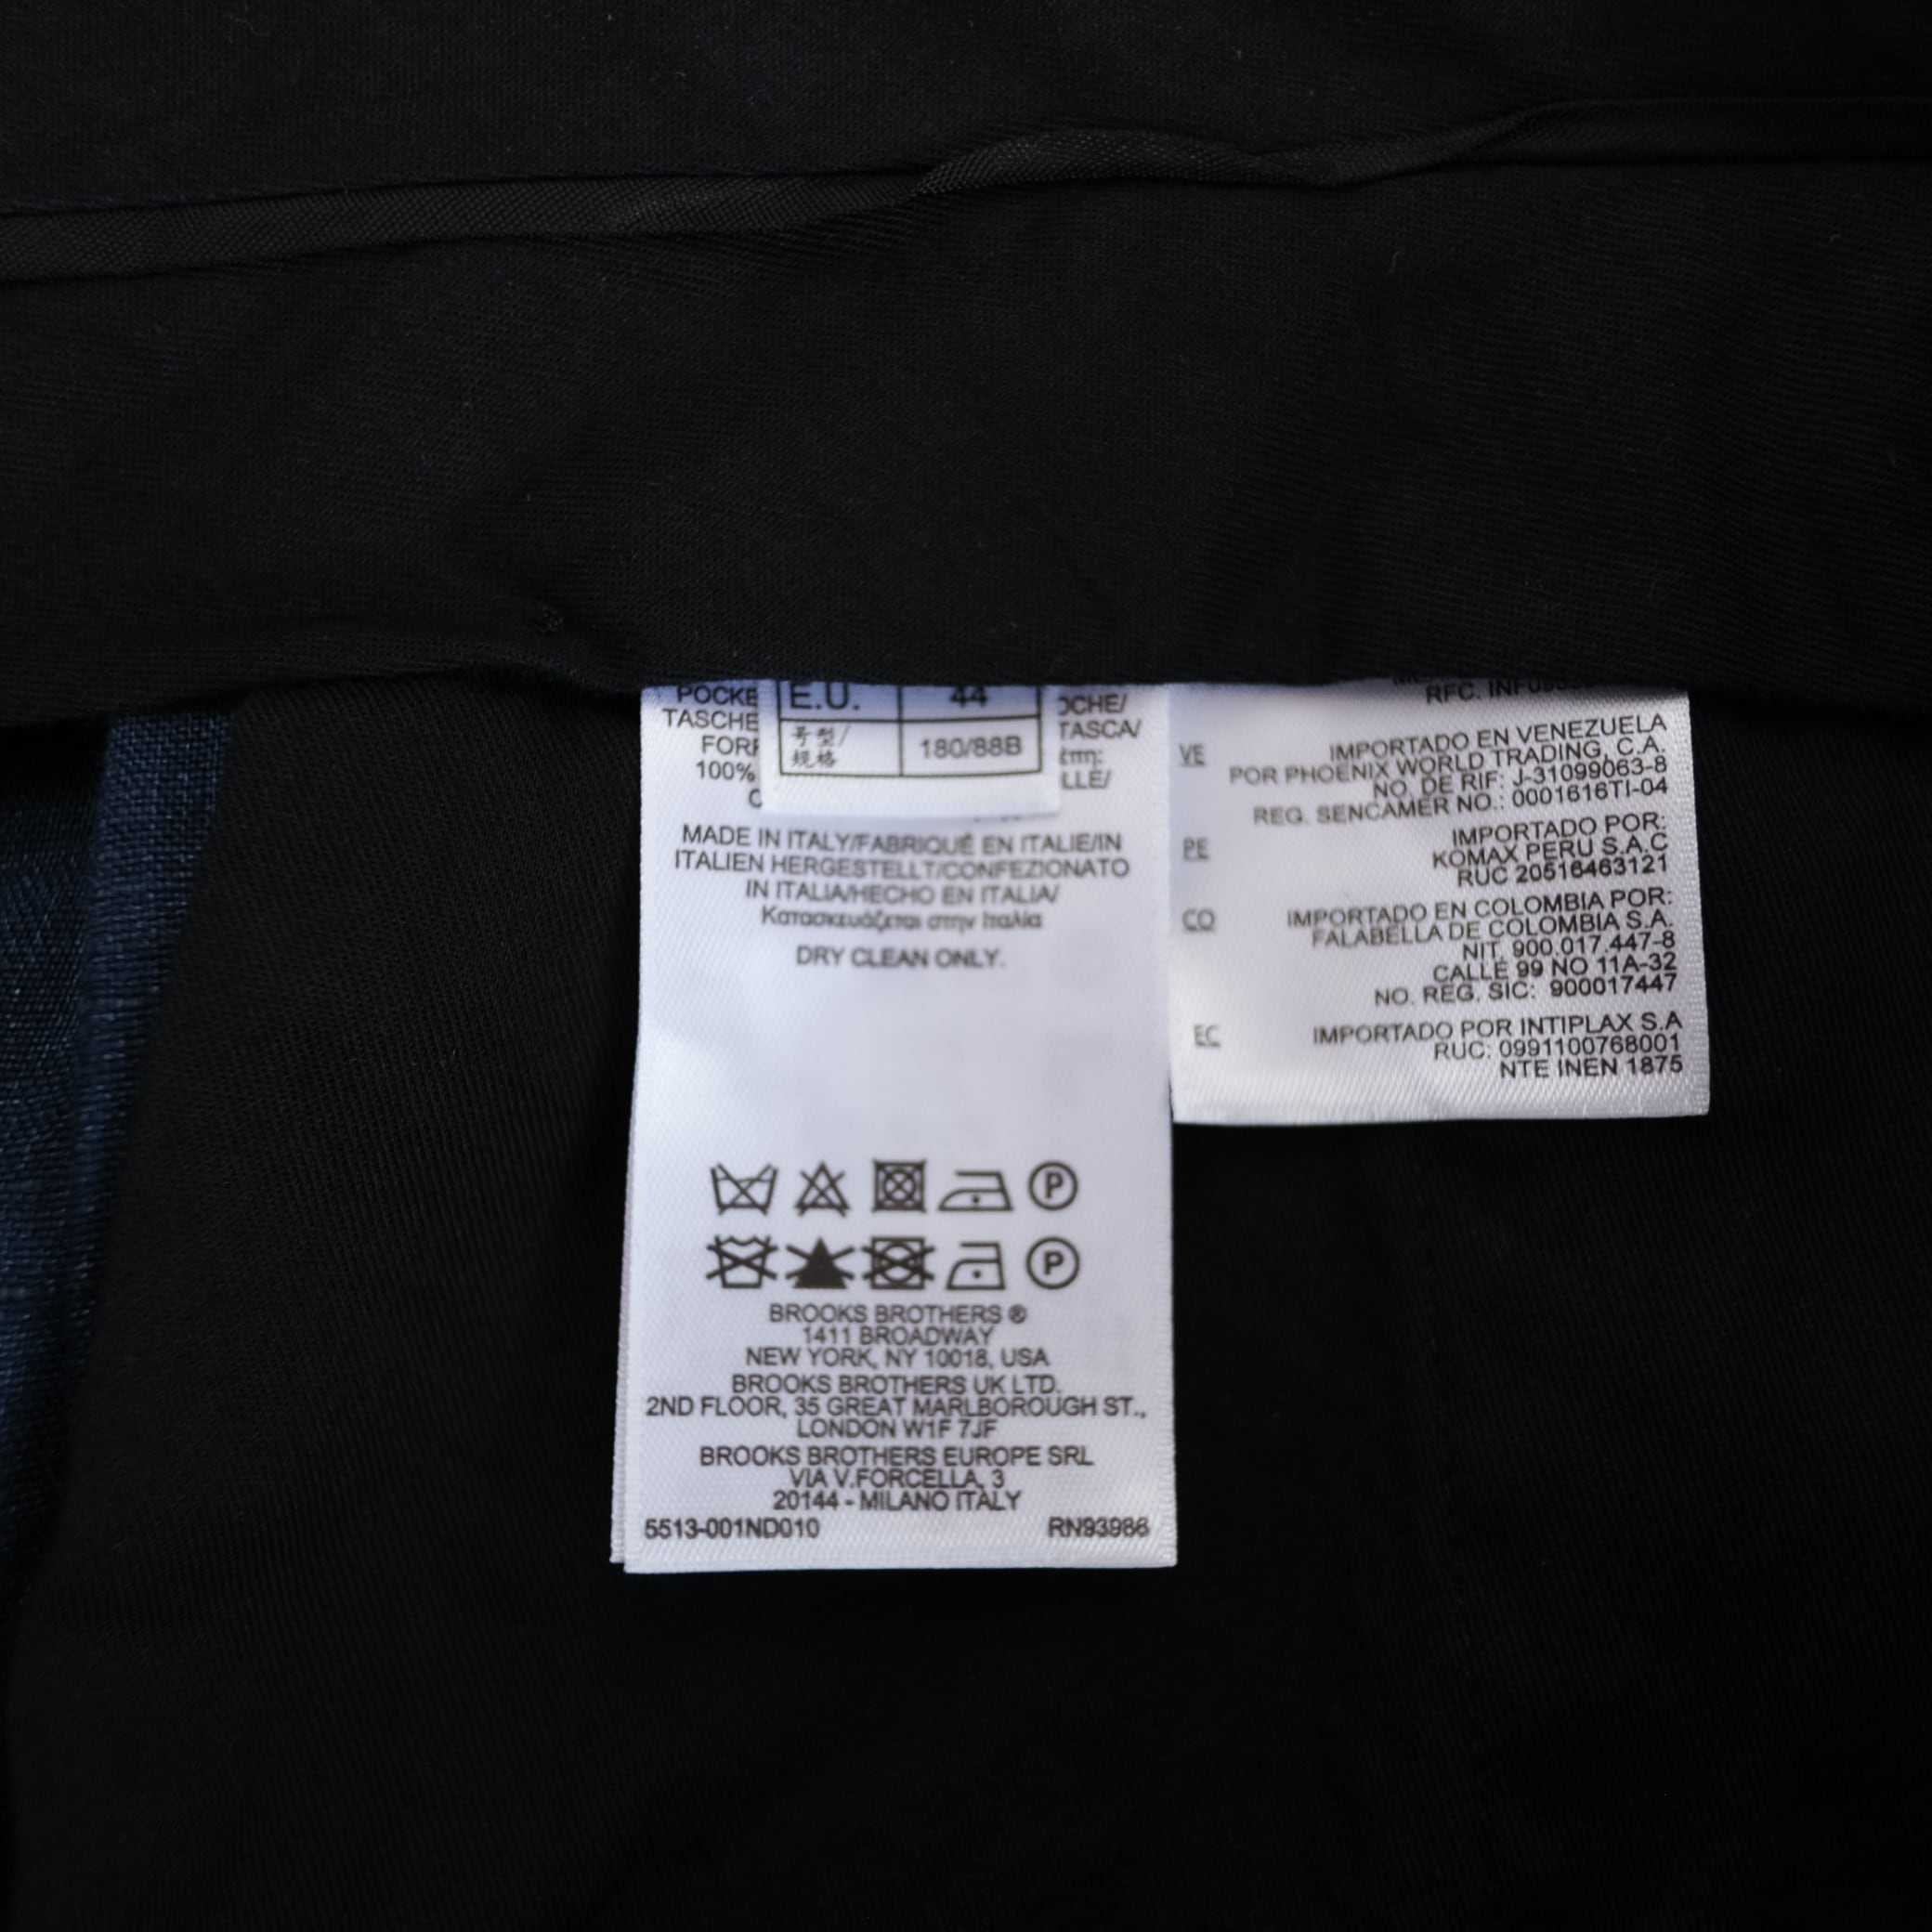 POCKE
TASCHE
FOR
100%
E.U. 44
号型/ 180/88B
规格
OCHE/
TASCA/
έπη:
LLE/
MADE IN ITALY/FABRIQUÉ EN ITALIE/IN
ITALIEN HERGESTELLT/CONFEZIONATO
IN ITALIA/HECHO EN ITALIA/
Κατασκευάζεται στην Ιταλία
DRY CLEAN ONLY.
P
P
BROOKS BROTHERS ®
1411 BROADWAY
NEW YORK, NY 10018, USA
BROOKS BROTHERS UK LTD.
2ND FLOOR, 35 GREAT MARLBOROUGH ST.,
LONDON W1F 7JF
BROOKS BROTHERS EUROPE SRL
VIA V.FORCELLA, 3
20144 - MILANO ITALY
5513-001ND010 RN93986
RFC.
VE IMPORTADO EN VENEZUELA
POR PHOENIX WORLD TRADING, C.A.
NO. DE RIF: J-31099063-8
REG. SENCAMER NO.: 0001616TI-04
PE IMPORTADO POR:
KOMAX PERU S.A.C
RUC 20516463121
CO IMPORTADO EN COLOMBIA POR:
FALABELLA DE COLOMBIA S.A.
NIT. 900.017.447-8
CALLE 99 NO 11A-32
NO. REG. SIC: 900017447
EC IMPORTADO POR INTIPLAX S.A
RUC: 0991100768001
NTE INEN 1875